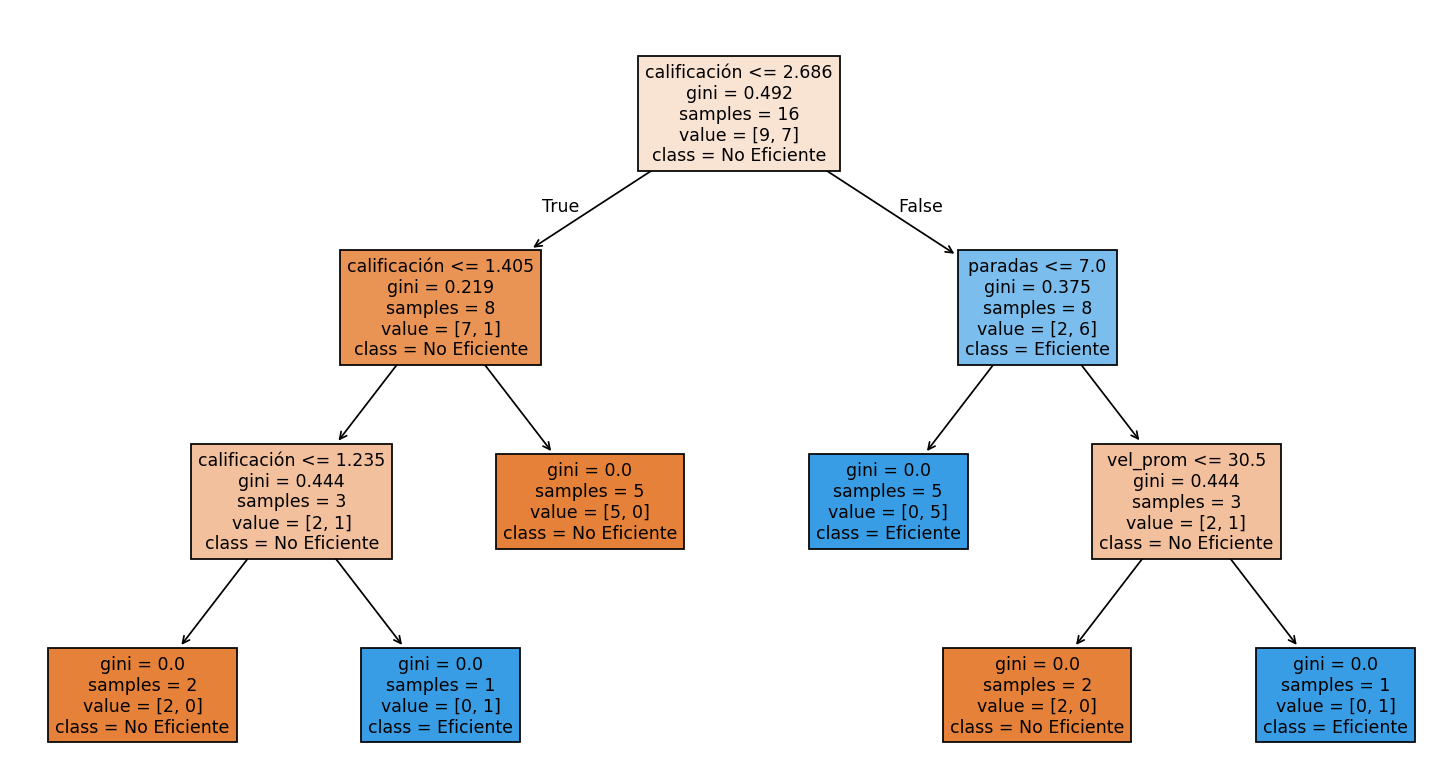 calificación <= 2.686
gini = 0.492
samples = 16
value = [9, 7]
class = No Eficiente
True
False
calificación <= 1.405
gini = 0.219
samples = 8
value = [7, 1]
class = No Eficiente
paradas <= 7.0
gini = 0.375
samples = 8
value = [2, 6]
class = Eficiente
calificación <= 1.235
gini = 0.444
samples = 3
value = [2, 1]
class = No Eficiente
gini = 0.0
samples = 5
value = [5, 0]
class = No Eficiente
gini = 0.0
samples = 5
value = [0, 5]
class = Eficiente
vel_prom <= 30.5
gini = 0.444
samples = 3
value = [2, 1]
class = No Eficiente
gini = 0.0
samples = 2
value = [2, 0]
class = No Eficiente
gini = 0.0
samples = 1
value = [0, 1]
class = Eficiente
gini = 0.0
samples = 2
value = [2, 0]
class = No Eficiente
gini = 0.0
samples = 1
value = [0, 1]
class = Eficiente